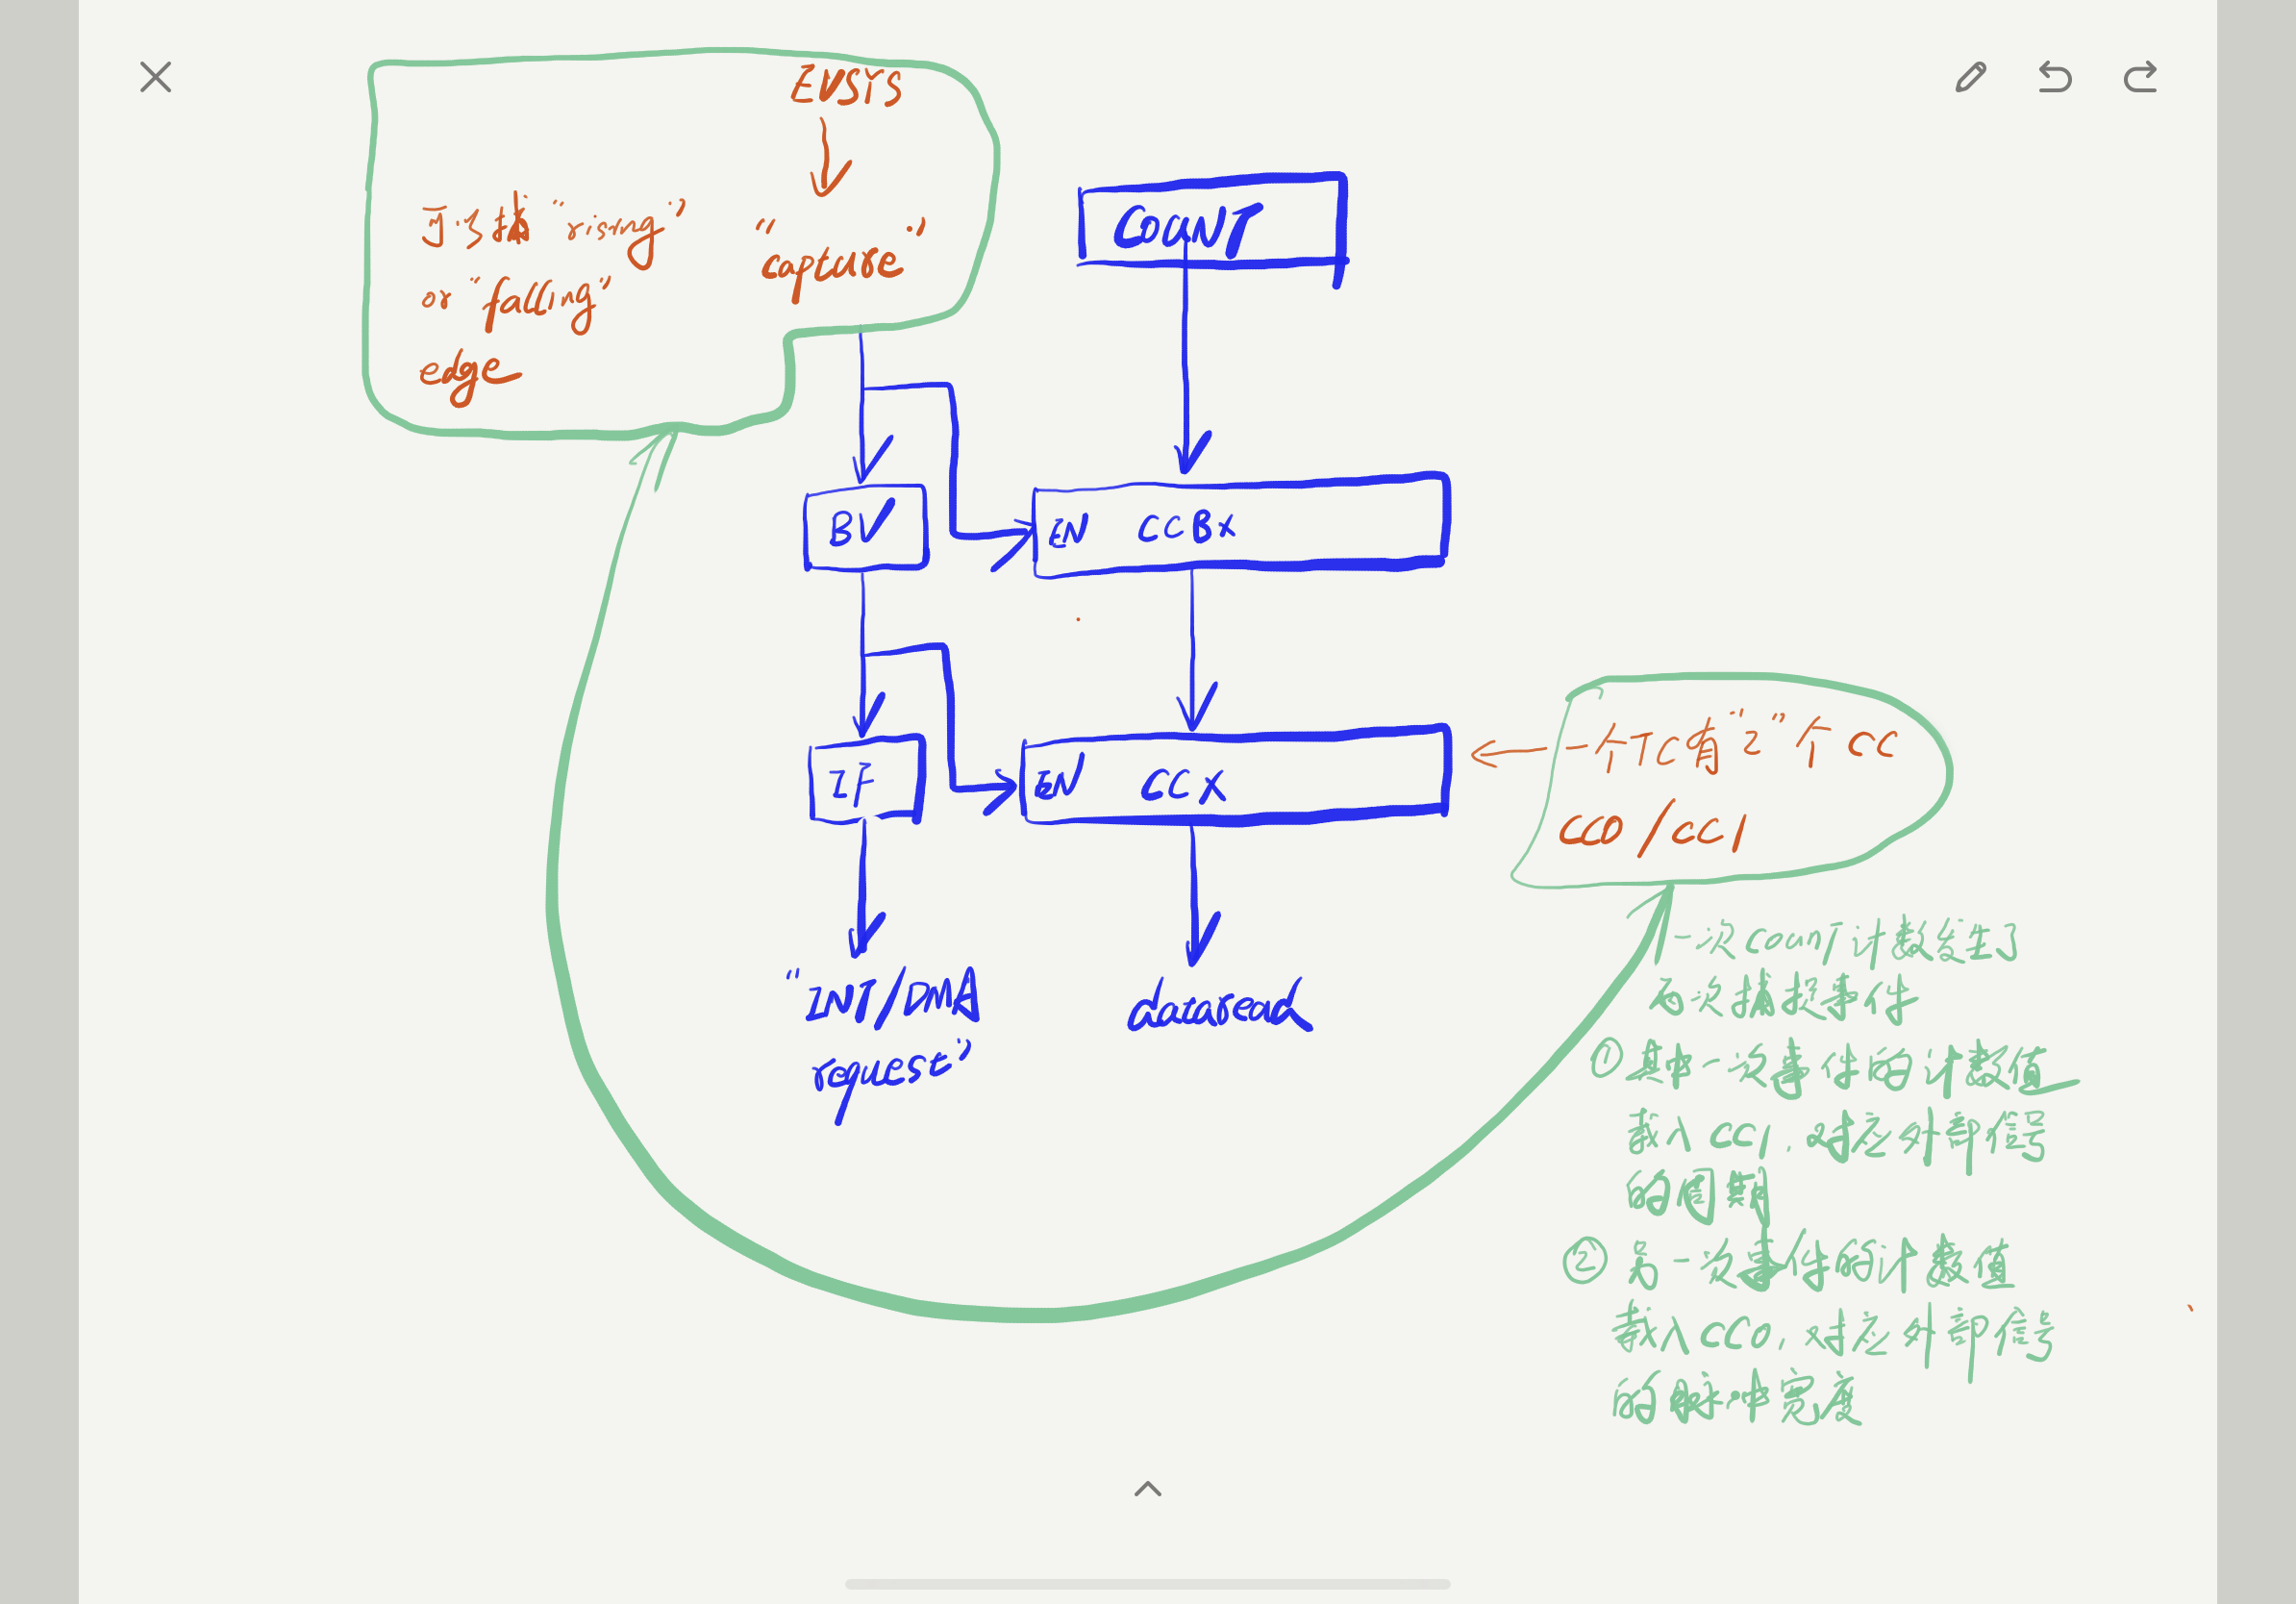 EVSYS
"capture"
可以捕"rising"
or "falling"
edge
COUNT
BV
EN CCBX
IF
EN CCX
"INT/DMA
request"
dataread
一个TC有"2"个CC
CC0/CC1
一次COUNT计数发生了
两次捕捉事件
① 其中一次事件的计数值
载入CC1,对应外部信号
的周期
② 另一次事件的计数值
载入CC0,对应外部信号
的脉冲宽度